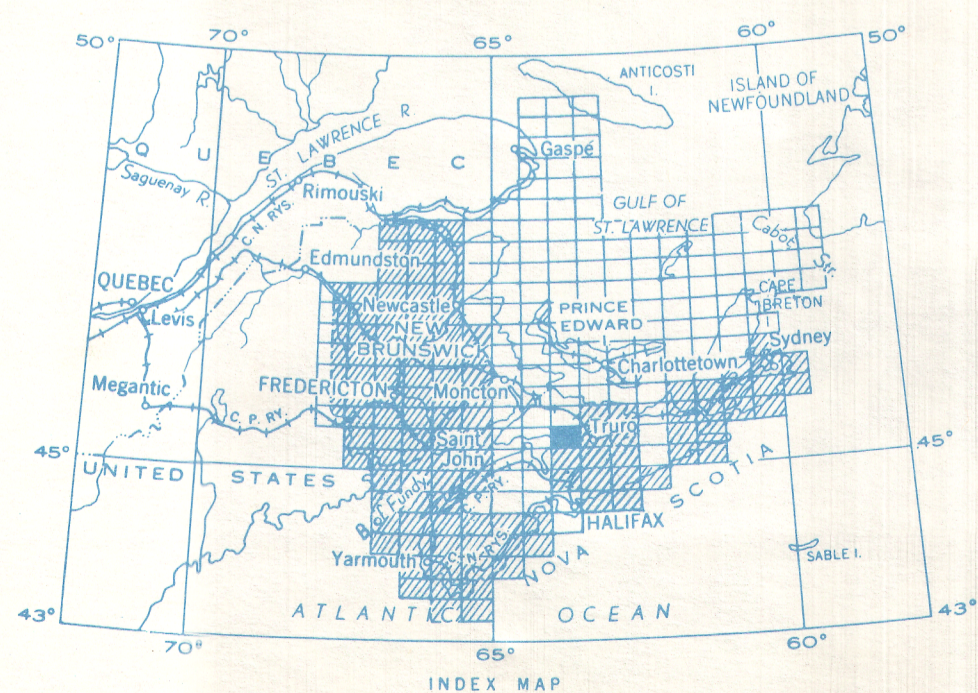 50°
70°
65°
60°
50°
ANTICOSTI
I.
ISLAND OF
NEWFOUNDLAND
Q U E B E C
ST. LAWRENCE R.
Gaspé
Saguenay R.
Rimouski
C.N.RYS.
GULF OF
ST. LAWRENCE
Cabot
Str.
Edmundston
QUEBEC
Levis
Newcastle
NEW
BRUNSWICK
PRINCE
EDWARD
I
CAPE
BRETON
I
Sydney
Charlottetown
Megantic
FREDERICTON
Moncton
C. P. RY.
Truro
Saint
John
45°
45°
UNITED STATES
B. of Fundy
C. P. RY.
HALIFAX
NOVA SCOTIA
Yarmouth
C.N.RYS.
SABLE I.
ATLANTIC OCEAN
43°
43°
70°
65°
60°
INDEX MAP